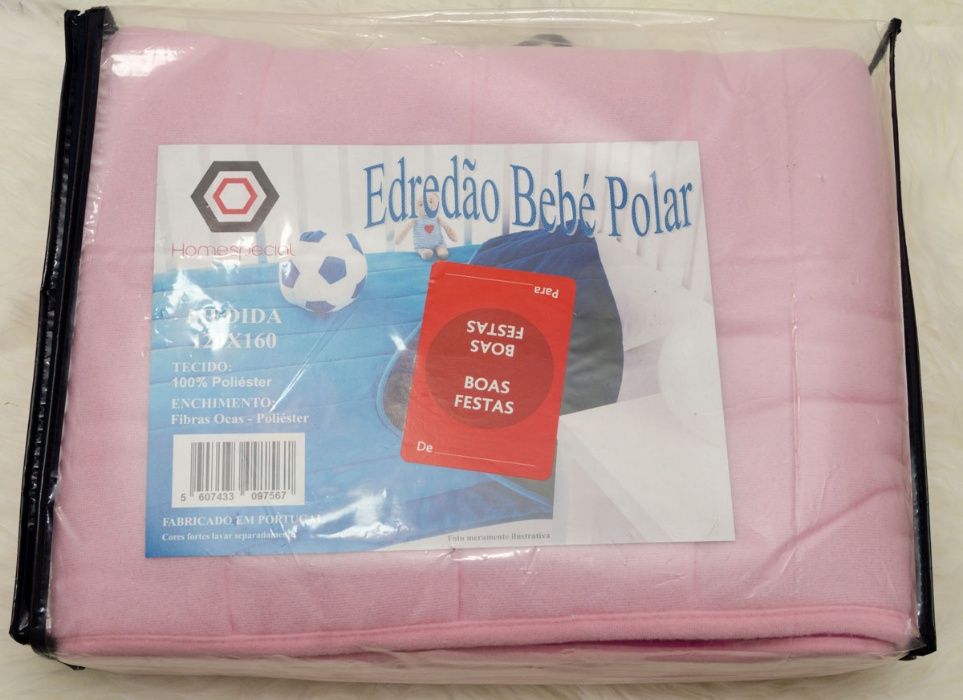 Homespecial
Edredão Bebé Polar
MEDIDA
TECIDO:
100% Poliéster
ENCHIMENTO:
Fibras Ocas - Poliéster
5 607433 097567
FABRICADO EM PORTUGAL
Cores fortes lavar separadamente
Foto meramente ilustrativa
Para
BOAS
FESTAS
BOAS
FESTAS
De